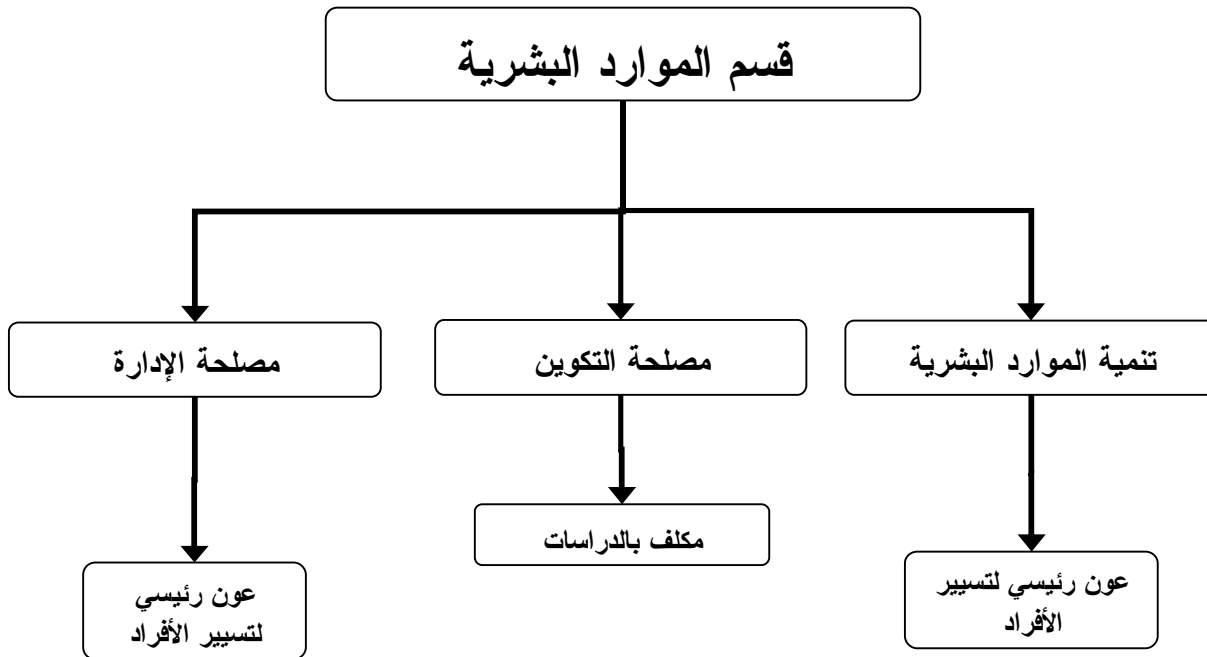 قسم الموارد البشرية
تنمية الموارد البشرية
مصلحة التكوين
مصلحة الإدارة
عون رئيسي لتسيير
الأفراد
مكلف بالدراسات
عون رئيسي
لتسيير الأفراد